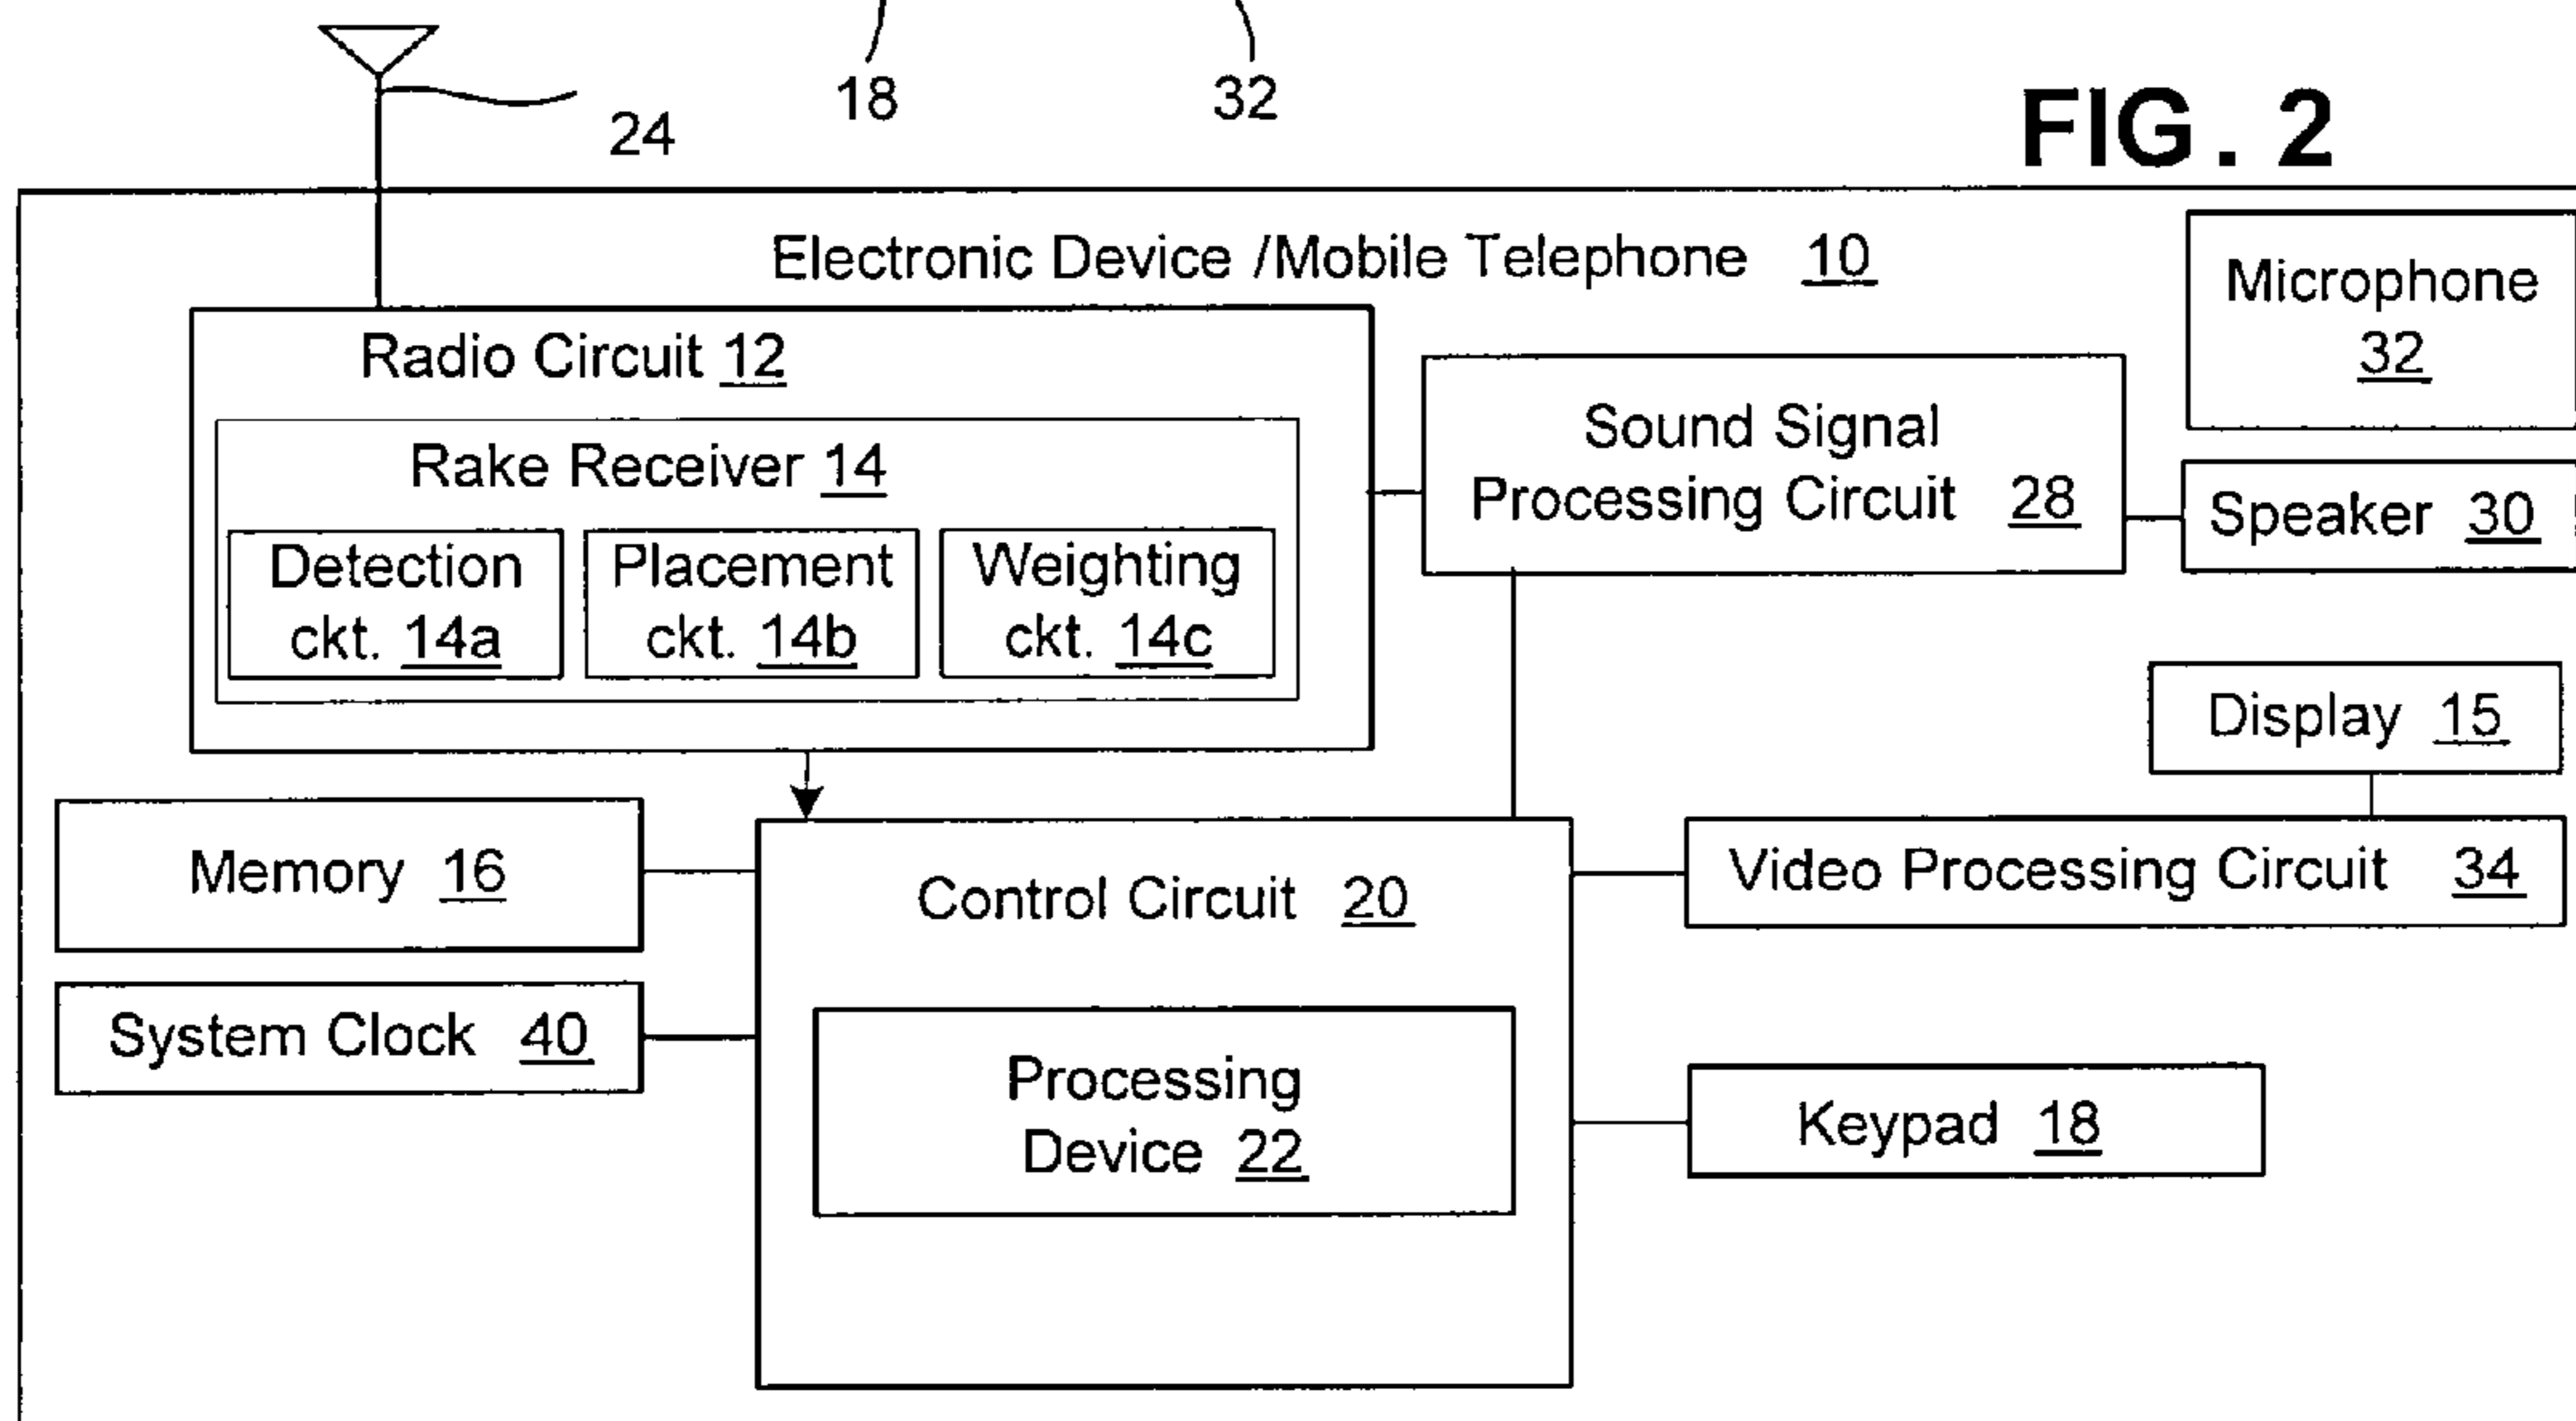 18
32
24
FIG. 2
Electronic Device /Mobile Telephone 10
Microphone
32
Radio Circuit 12
Sound Signal
Processing Circuit 28
Rake Receiver 14
Speaker 30
Detection
ckt. 14a
Placement
ckt. 14b
Weighting
ckt. 14c
Display 15
Memory 16
Control Circuit 20
Video Processing Circuit 34
System Clock 40
Processing
Device 22
Keypad 18